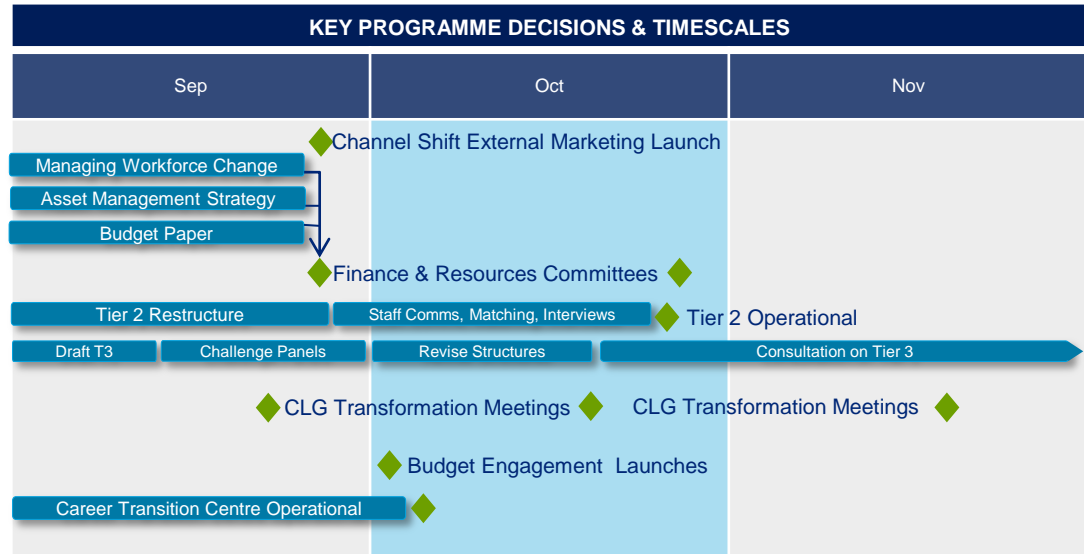 KEY PROGRAMME DECISIONS & TIMESCALES
Sep
Oct
Nov
Channel Shift External Marketing Launch
Managing Workforce Change
Asset Management Strategy
Budget Paper
Finance & Resources Committees
Tier 2 Restructure
Staff Comms, Matching, Interviews
Tier 2 Operational
Draft T3
Challenge Panels
Revise Structures
Consultation on Tier 3
CLG Transformation Meetings
CLG Transformation Meetings
Budget Engagement Launches
Career Transition Centre Operational